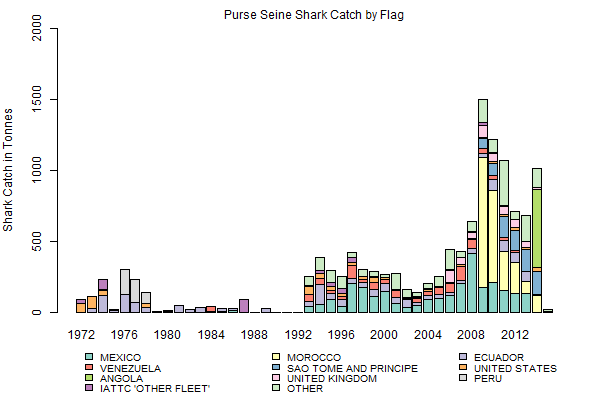 Purse Seine Shark Catch by Flag
Shark Catch in Tonnes
2000
1500
1000
500
0
1972 1976 1980 1984 1988 1992 1996 2000 2004 2008 2012
MEXICO MOROCCO ECUADOR
VENEZUELA SAO TOME AND PRINCIPE UNITED STATES
ANGOLA UNITED KINGDOM PERU
IATTC 'OTHER FLEET' OTHER